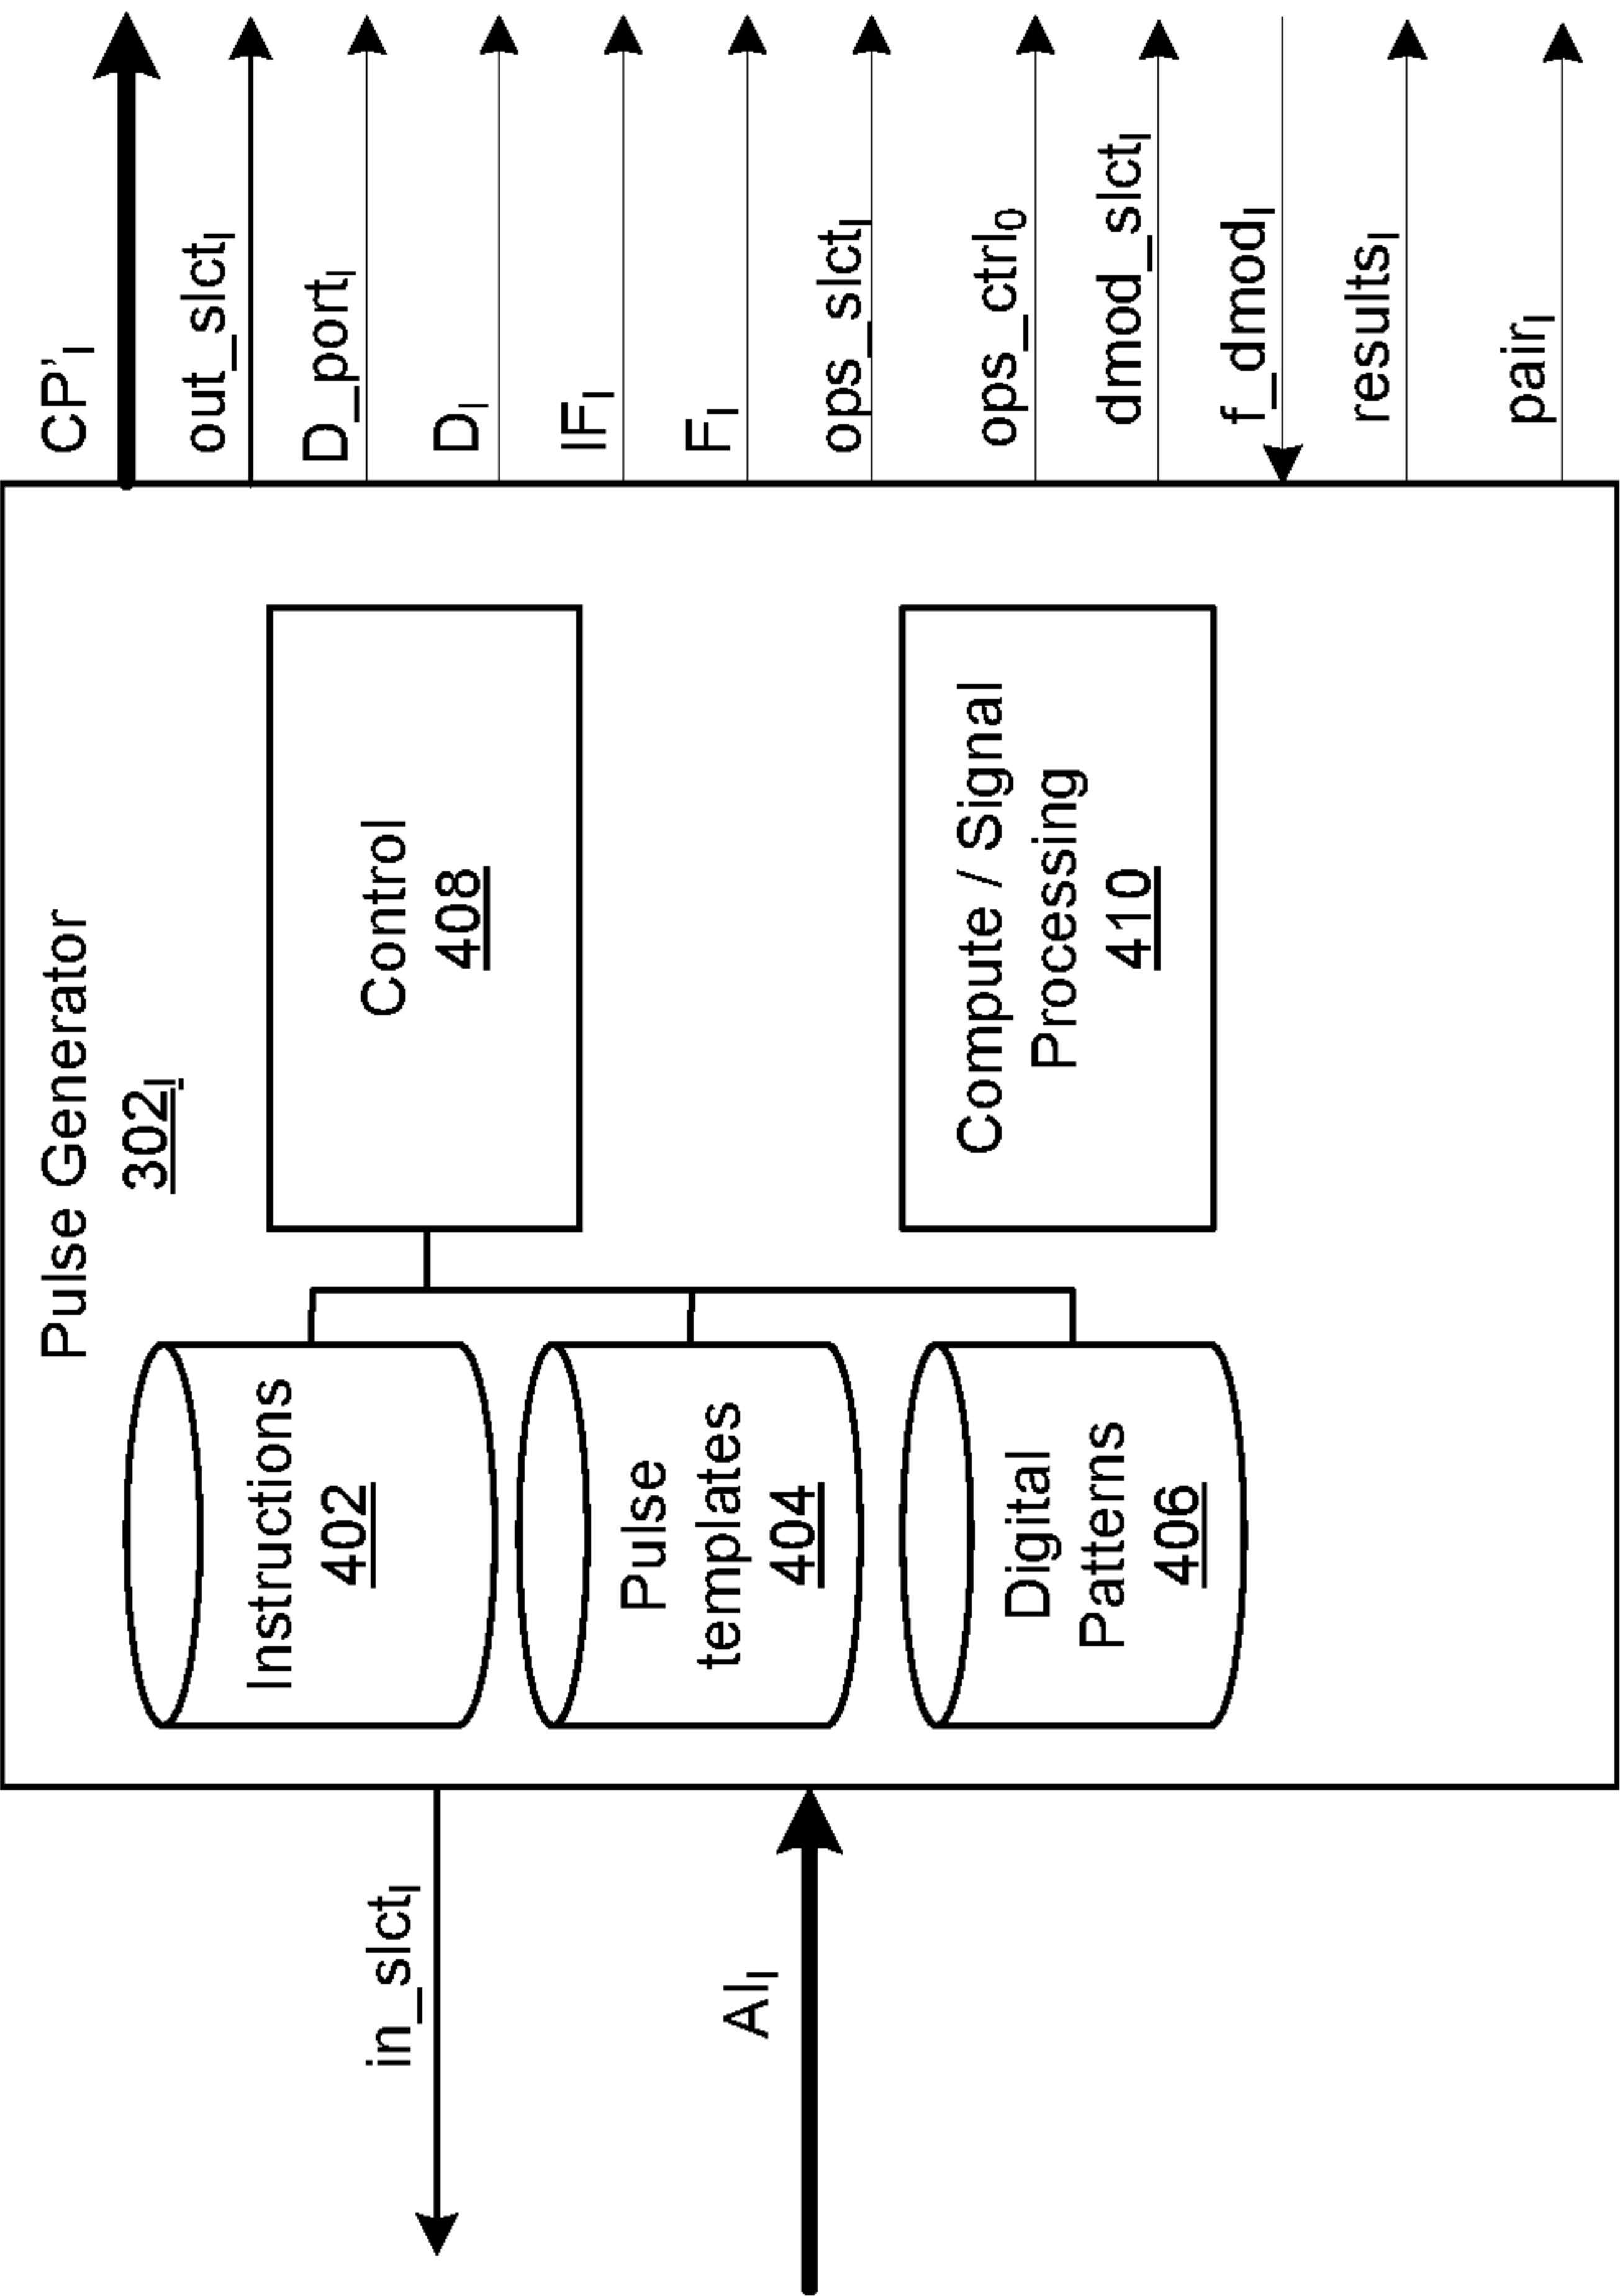 Pulse Generator
302l
Instructions
402
Pulse
templates
404
Digital
Patterns
406
Control
408
Compute / Signal
Processing
410
in_slctl
AIl
CP'l
out_slctl
D_portl
Dl
IFl
Fl
ops_slctl
ops_ctrl0
dmod_slctl
f_dmodl
resultsl
pairl